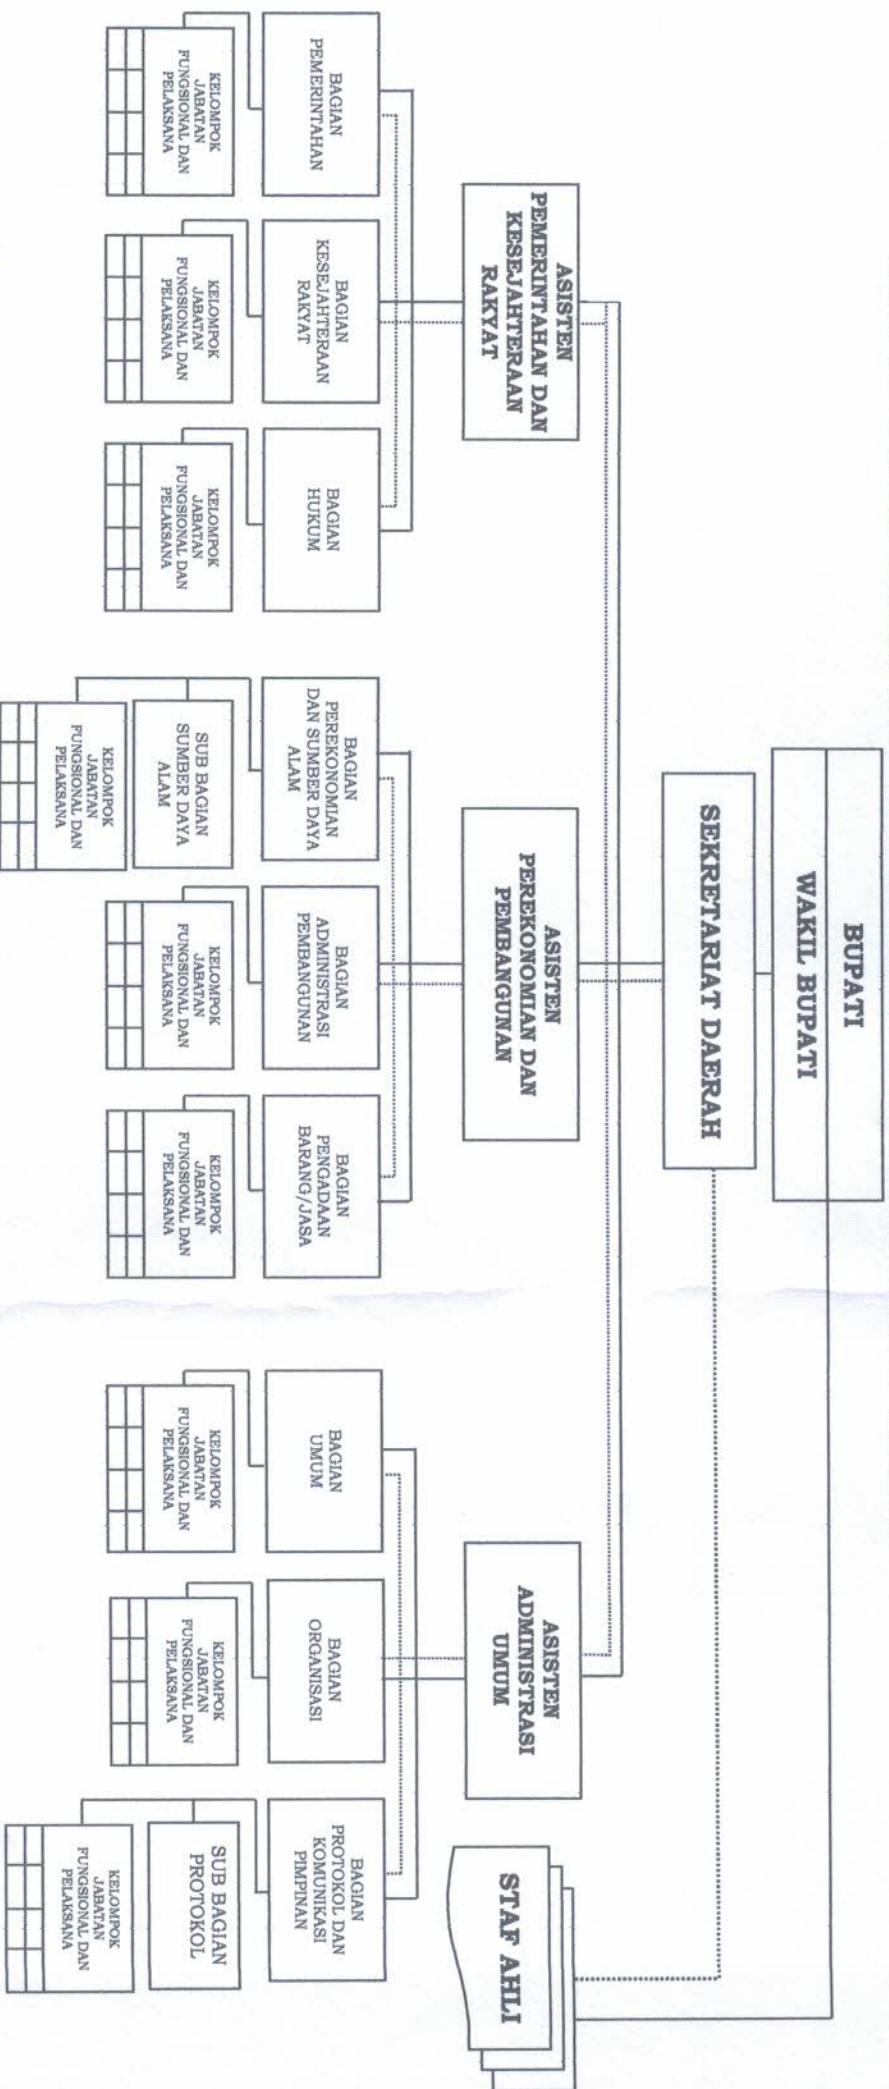 BUPATI
WAKIL BUPATI
SEKRETARIAT DAERAH
STAF AHLI
ASISTEN
PEMERINTAHAN DAN
KESEJAHTERAAN
RAKYAT
ASISTEN
PEREKONOMIAN DAN
PEMBANGUNAN
ASISTEN
ADMINISTRASI
UMUM
BAGIAN
PEMERINTAHAN
BAGIAN
KESEJAHTERAAN
RAKYAT
BAGIAN
HUKUM
BAGIAN
PEREKONOMIAN
DAN SUMBER DAYA
ALAM
BAGIAN
ADMINISTRASI
PEMBANGUNAN
BAGIAN
PENGADAAN
BARANG/JASA
BAGIAN
UMUM
BAGIAN
ORGANISASI
BAGIAN
PROTOKOL DAN
KOMUNIKASI
PIMPINAN
KELOMPOK
JABATAN
FUNGSIONAL DAN
PELAKSANA
KELOMPOK
JABATAN
FUNGSIONAL DAN
PELAKSANA
KELOMPOK
JABATAN
FUNGSIONAL DAN
PELAKSANA
SUB BAGIAN
SUMBER DAYA
ALAM
KELOMPOK
JABATAN
FUNGSIONAL DAN
PELAKSANA
KELOMPOK
JABATAN
FUNGSIONAL DAN
PELAKSANA
KELOMPOK
JABATAN
FUNGSIONAL DAN
PELAKSANA
KELOMPOK
JABATAN
FUNGSIONAL DAN
PELAKSANA
SUB BAGIAN
PROTOKOL
KELOMPOK
JABATAN
FUNGSIONAL DAN
PELAKSANA
KELOMPOK
JABATAN
FUNGSIONAL DAN
PELAKSANA